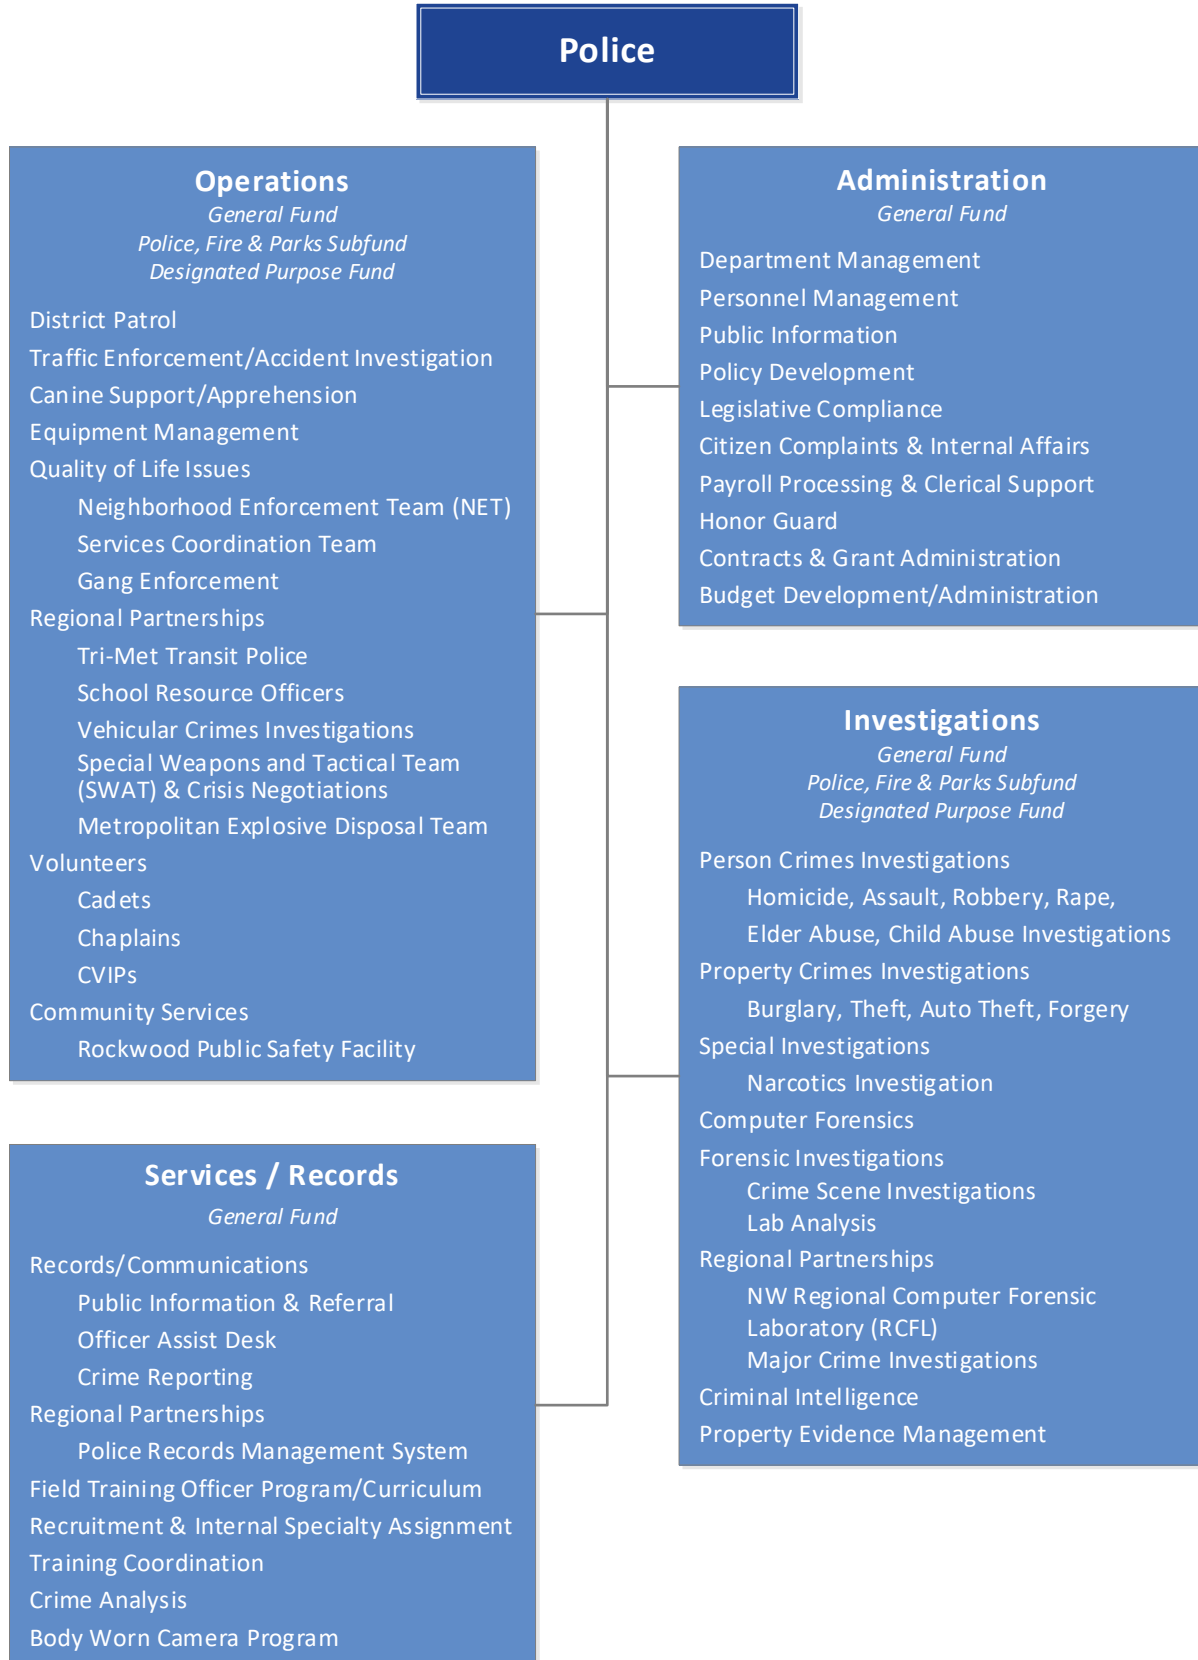 Police
Operations
General Fund
Police, Fire & Parks Subfund
Designated Purpose Fund
District Patrol
Traffic Enforcement/Accident Investigation
Canine Support/Apprehension
Equipment Management
Quality of Life Issues
Neighborhood Enforcement Team (NET)
Services Coordination Team
Gang Enforcement
Regional Partnerships
Tri-Met Transit Police
School Resource Officers
Vehicular Crimes Investigations
Special Weapons and Tactical Team
(SWAT) & Crisis Negotiations
Metropolitan Explosive Disposal Team
Volunteers
Cadets
Chaplains
CVIPs
Community Services
Rockwood Public Safety Facility
Administration
General Fund
Department Management
Personnel Management
Public Information
Policy Development
Legislative Compliance
Citizen Complaints & Internal Affairs
Payroll Processing & Clerical Support
Honor Guard
Contracts & Grant Administration
Budget Development/Administration
Services / Records
General Fund
Records/Communications
Public Information & Referral
Officer Assist Desk
Crime Reporting
Regional Partnerships
Police Records Management System
Field Training Officer Program/Curriculum
Recruitment & Internal Specialty Assignment
Training Coordination
Crime Analysis
Body Worn Camera Program
Investigations
General Fund
Police, Fire & Parks Subfund
Designated Purpose Fund
Person Crimes Investigations
Homicide, Assault, Robbery, Rape,
Elder Abuse, Child Abuse Investigations
Property Crimes Investigations
Burglary, Theft, Auto Theft, Forgery
Special Investigations
Narcotics Investigation
Computer Forensics
Forensic Investigations
Crime Scene Investigations
Lab Analysis
Regional Partnerships
NW Regional Computer Forensic
Laboratory (RCFL)
Major Crime Investigations
Criminal Intelligence
Property Evidence Management